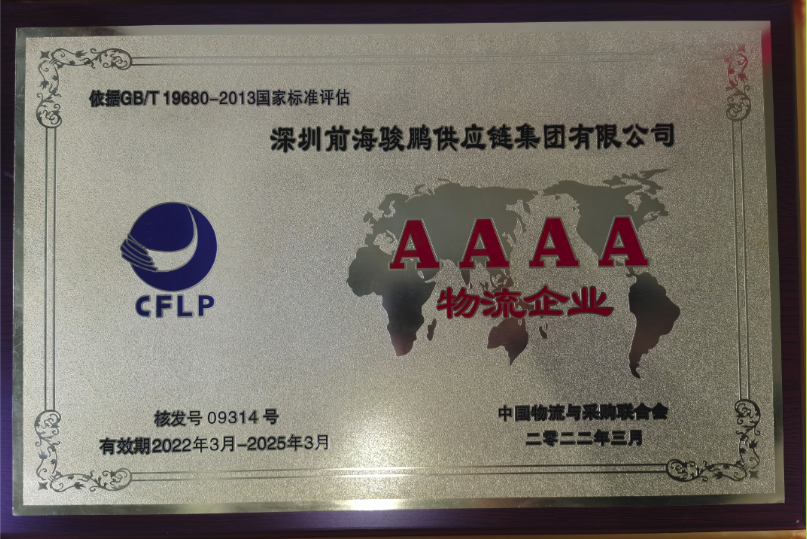 依据GB/T 19680-2013国家标准评估
深圳前海骏鹏供应链集团有限公司
CFLP
AAAA
物流企业
核发号 09314 号
有效期2022年3月-2025年3月
中国物流与采购联合会
二零二二年三月